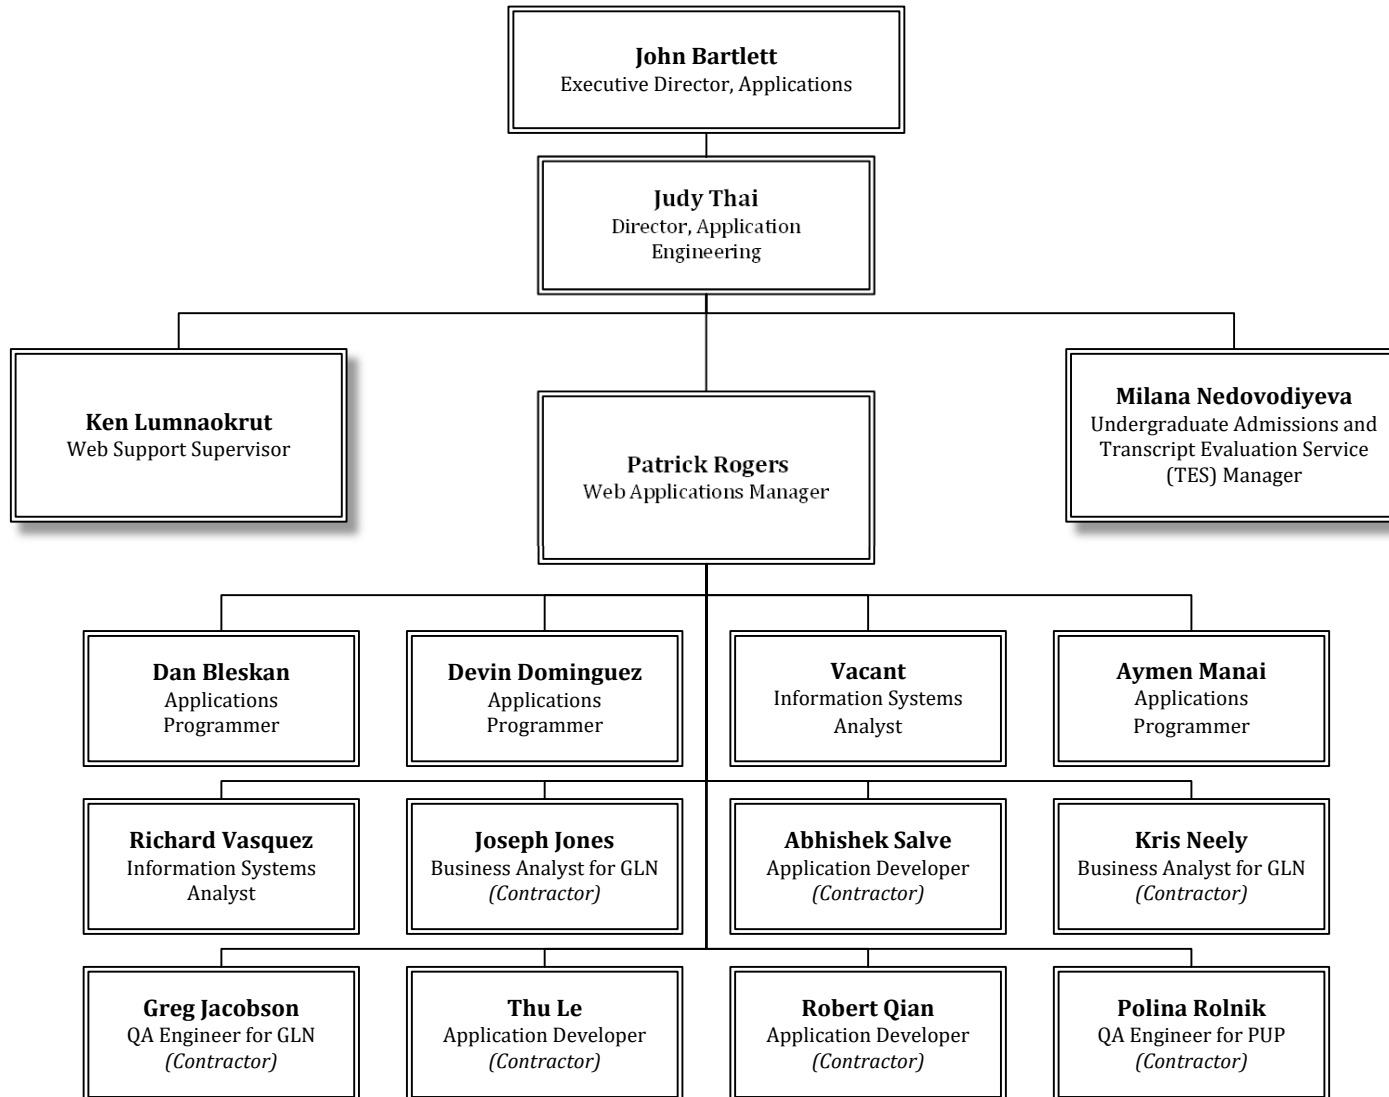 John Bartlett
Executive Director, Applications
Judy Thai
Director, Application
Engineering
Ken Lumnaokrut
Web Support Supervisor
Patrick Rogers
Web Applications Manager
Milana Nedovodiyeva
Undergraduate Admissions and
Transcript Evaluation Service
(TES) Manager
Dan Bleskan
Applications
Programmer
Devin Dominguez
Applications
Programmer
Vacant
Information Systems
Analyst
Aymen Manai
Applications
Programmer
Richard Vasquez
Information Systems
Analyst
Joseph Jones
Business Analyst for GLN
(Contractor)
Abhishek Salve
Application Developer
(Contractor)
Kris Neely
Business Analyst for GLN
(Contractor)
Greg Jacobson
QA Engineer for GLN
(Contractor)
Thu Le
Application Developer
(Contractor)
Robert Qian
Application Developer
(Contractor)
Polina Rolnik
QA Engineer for PUP
(Contractor)